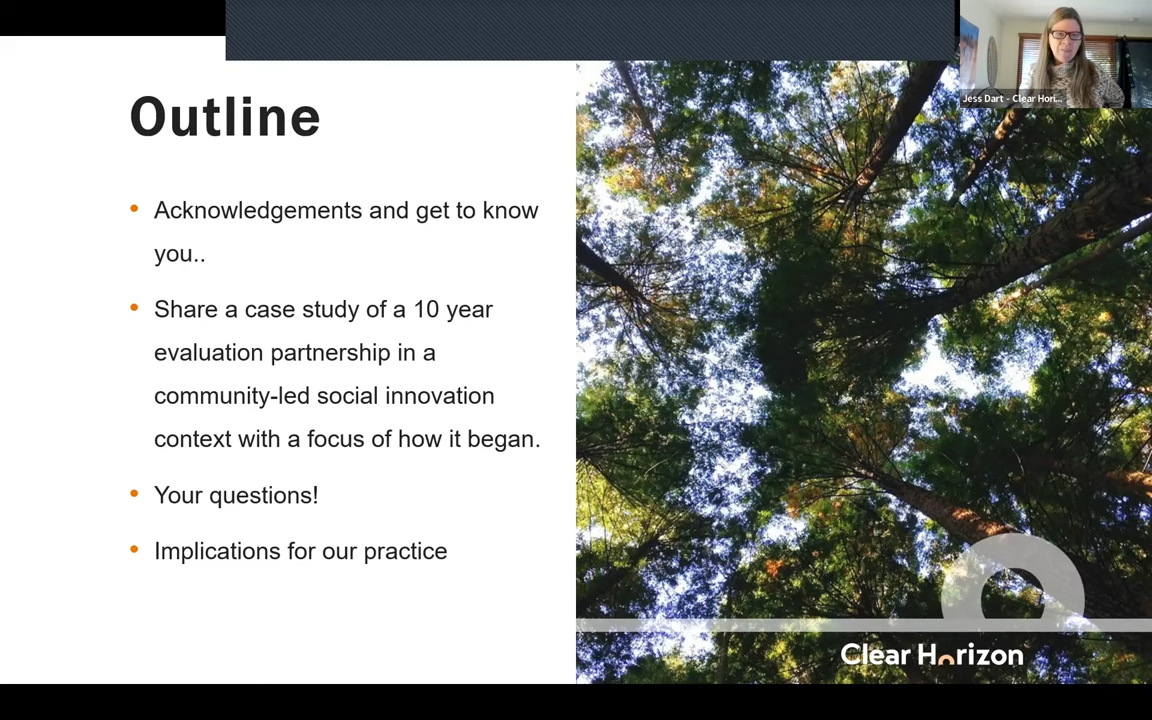 Outline
Jess Dart - Clear Hori...
• Acknowledgements and get to know
you..
• Share a case study of a 10 year
evaluation partnership in a
community-led social innovation
context with a focus of how it began.
• Your questions!
• Implications for our practice
Clear Horizon